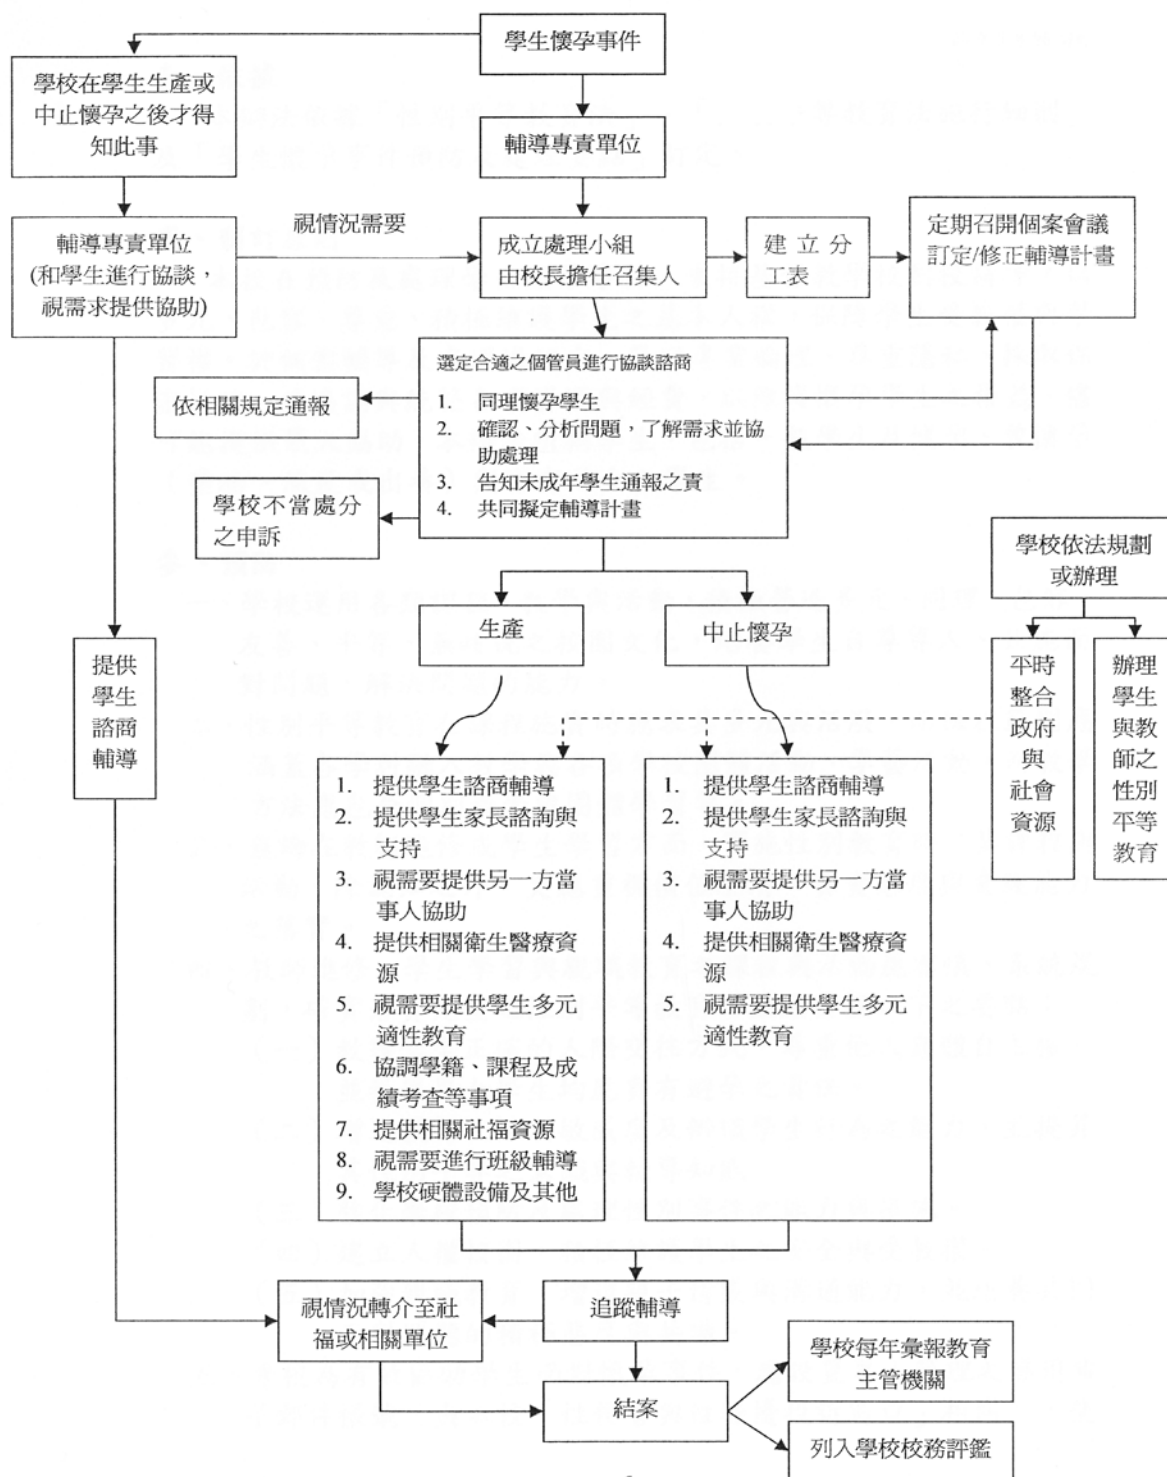 學生懷孕事件
學校在學生生產或
中止懷孕之後才得
知此事
輔導專責單位
輔導專責單位
(和學生進行協談，
視需求提供協助)
視情況需要
成立處理小組
由校長擔任召集人
建立分
工表
定期召開個案會議
訂定/修正輔導計畫
選定合適之個管員進行協談諮商
1. 同理懷孕學生
2. 確認、分析問題，了解需求並協
助處理
3. 告知未成年學生通報之責
4. 共同擬定輔導計畫
依相關規定通報
學校不當處分
之申訴
學校依法規劃
或辦理
生產
中止懷孕
提供
學生
諮商
輔導
平時
整合
政府
與
社會
資源
辦理
學生
與教
師之
性別
平等
教育
1. 提供學生諮商輔導
2. 提供學生家長諮詢與
支持
3. 視需要提供另一方當
事人協助
4. 提供相關衛生醫療資
源
5. 視需要提供學生多元
適性教育
6. 協調學籍、課程及成
績考查等事項
7. 提供相關社福資源
8. 視需要進行班級輔導
9. 學校硬體設備及其他
1. 提供學生諮商輔導
2. 提供學生家長諮詢與
支持
3. 視需要提供另一方當
事人協助
4. 提供相關衛生醫療資
源
5. 視需要提供學生多元
適性教育
視情況轉介至社
福或相關單位
追蹤輔導
結案
學校每年彙報教育
主管機關
列入學校校務評鑑